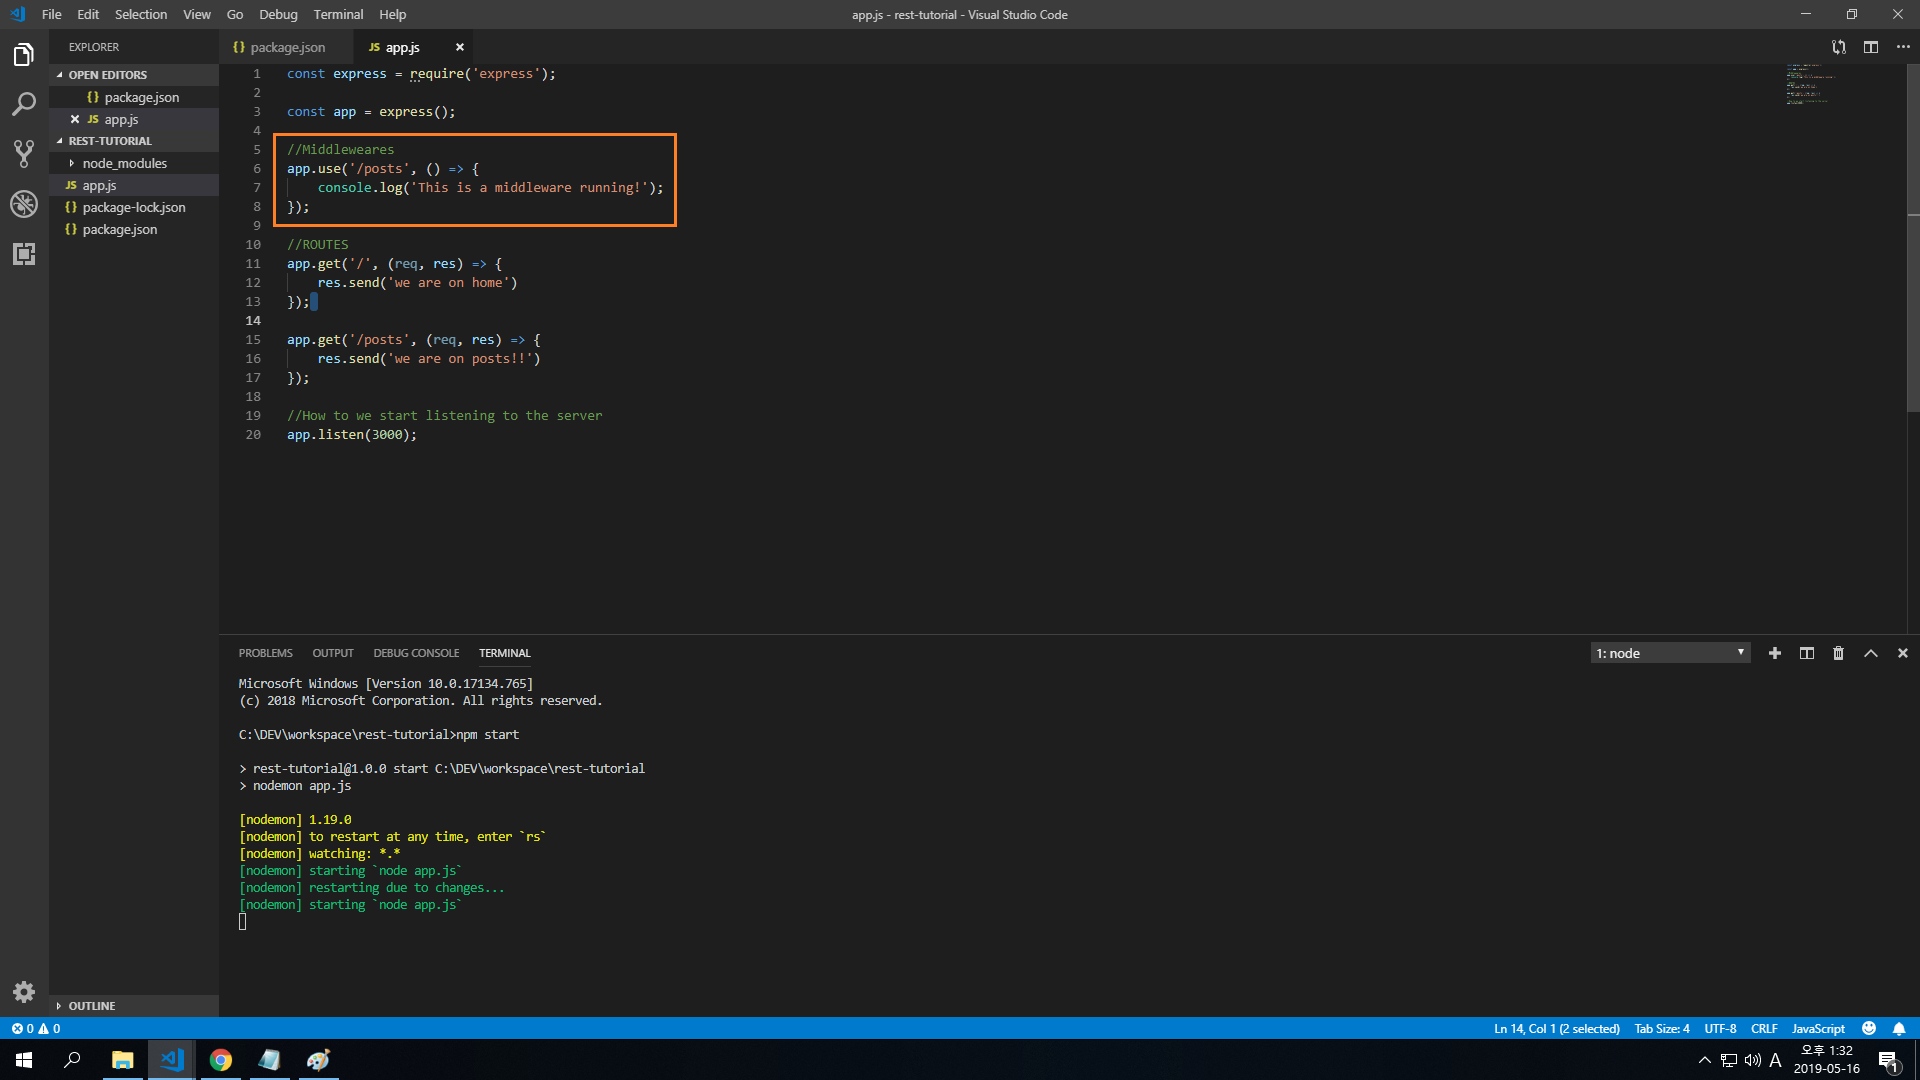 File Edit Selection View Go Debug Terminal Help
app.js - rest-tutorial - Visual Studio Code
EXPLORER
OPEN EDITORS
{} package.json
JS app.js
REST-TUTORIAL
node_modules
JS app.js
{} package-lock.json
{} package.json
OUTLINE
{} package.json JS app.js
1 const express = require('express');
2
3 const app = express();
4
5 //Middleweares
6 app.use('/posts', () => {
7 console.log('This is a middleware running!');
8 });
9
10 //ROUTES
11 app.get('/', (req, res) => {
12 res.send('we are on home')
13 });
14
15 app.get('/posts', (req, res) => {
16 res.send('we are on posts!!')
17 });
18
19 //How to we start listening to the server
20 app.listen(3000);
PROBLEMS OUTPUT DEBUG CONSOLE TERMINAL
1: node
Microsoft Windows [Version 10.0.17134.765]
(c) 2018 Microsoft Corporation. All rights reserved.
C:\DEV\workspace\rest-tutorial>npm start
> rest-tutorial@1.0.0 start C:\DEV\workspace\rest-tutorial
> nodemon app.js
[nodemon] 1.19.0
[nodemon] to restart at any time, enter `rs`
[nodemon] watching: *.*
[nodemon] starting `node app.js`
[nodemon] restarting due to changes...
[nodemon] starting `node app.js`
0 0
Ln 14, Col 1 (2 selected) Tab Size: 4 UTF-8 CRLF JavaScript
A
오후 1:32
2019-05-16
1